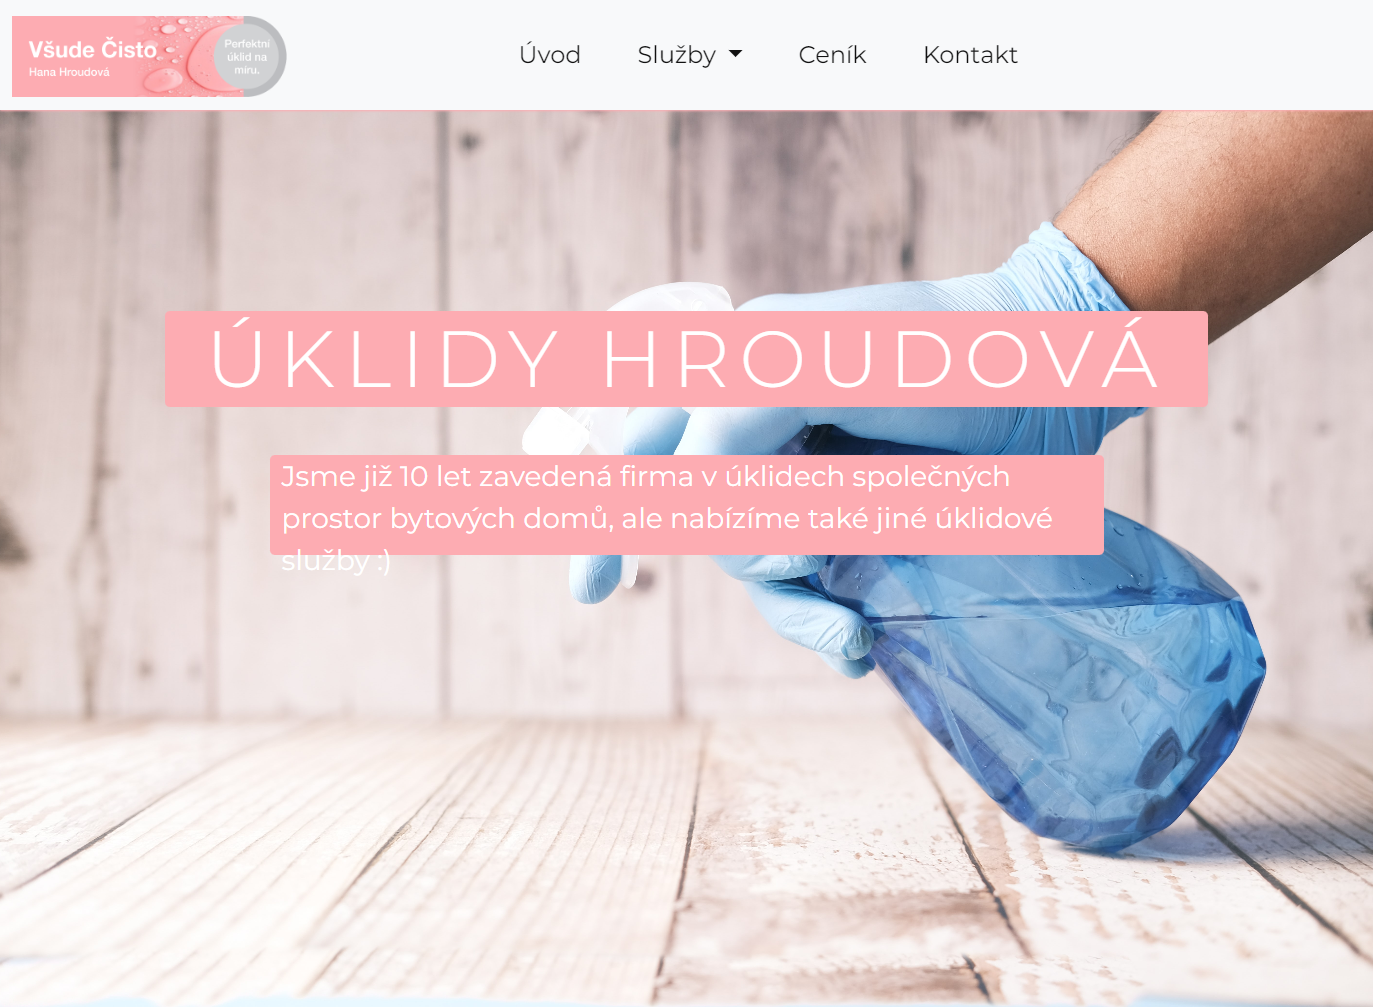 Všude Čisto
Hana Hroudová
Perfektní
úklid na
míru.
Úvod
Služby
Ceník
Kontakt
ÚKLIDY HROUDOVÁ
Jsme již 10 let zavedená firma v úklidech společných
prostor bytových domů, ale nabízíme také jiné úklidové
služby :)